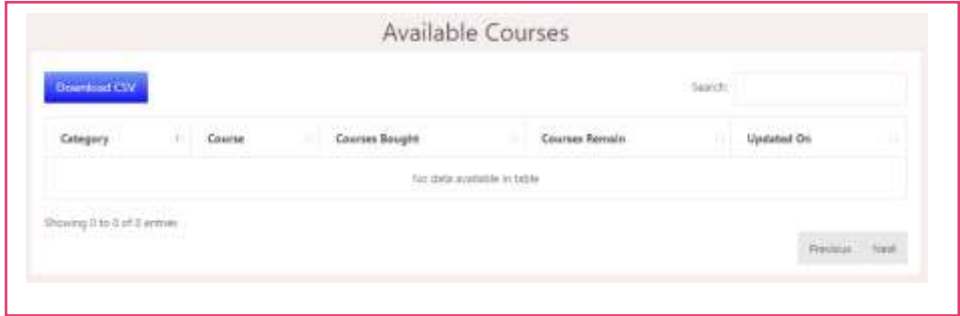 Available Courses
Download CSV Search:
Category Course Courses Bought Courses Remain Updated On
No data available in table
Showing 0 to 0 of 0 entries
Previous Next